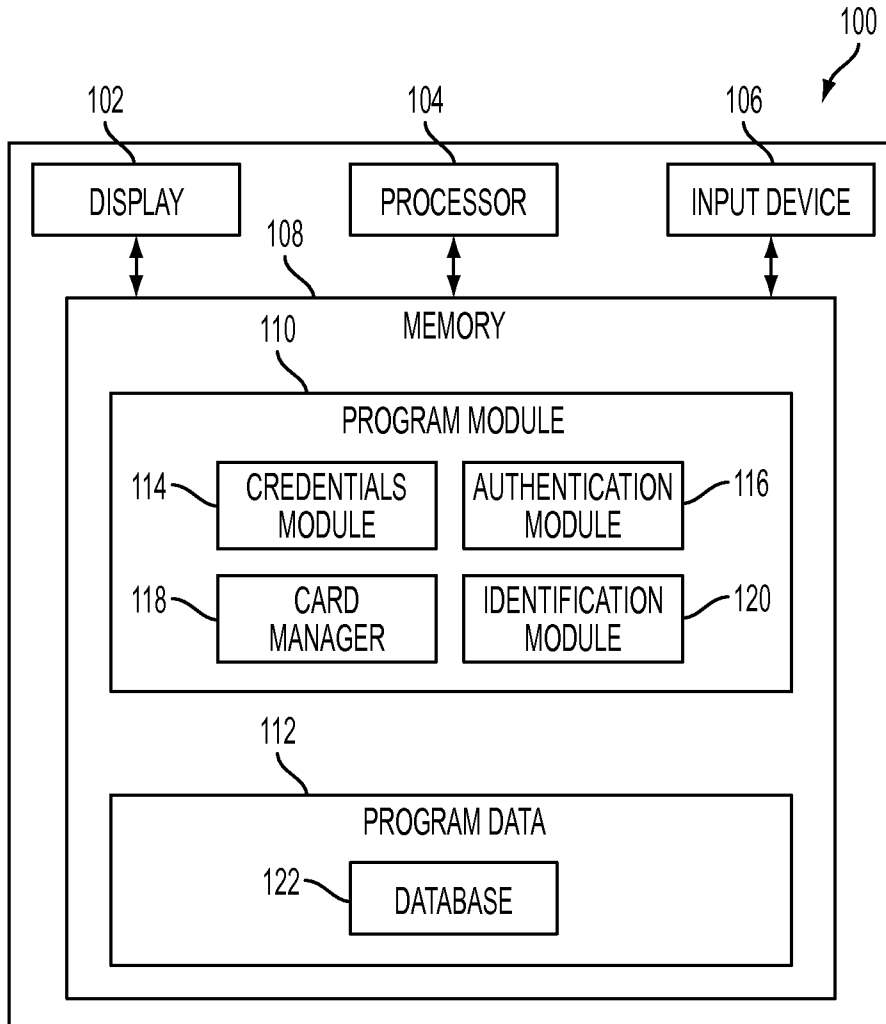 100
102
104
106
DISPLAY
PROCESSOR
INPUT DEVICE
108
MEMORY
110
PROGRAM MODULE
114
CREDENTIALS
MODULE
AUTHENTICATION
MODULE
116
118
CARD
MANAGER
IDENTIFICATION
MODULE
120
112
PROGRAM DATA
122
DATABASE